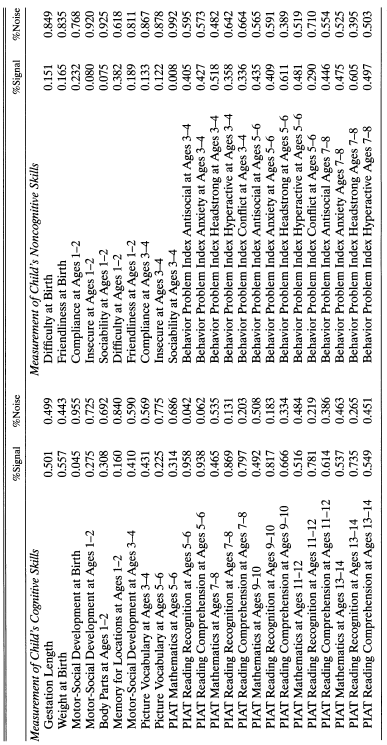 Measurement of Child's Cognitive Skills %Signal %Noise Measurement of Child's Noncognitive Skills %Signal %Noise
Gestation Length 0.501 0.499 Difficulty at Birth 0.151 0.849
Weight at Birth 0.557 0.443 Friendliness at Birth 0.165 0.835
Motor-Social Development at Birth 0.045 0.955 Compliance at Ages 1–2 0.232 0.768
Motor-Social Development at Ages 1–2 0.275 0.725 Insecure at Ages 1–2 0.080 0.920
Body Parts at Ages 1–2 0.308 0.692 Sociability at Ages 1–2 0.075 0.925
Memory for Locations at Ages 1–2 0.160 0.840 Difficulty at Ages 1–2 0.382 0.618
Motor-Social Development at Ages 3–4 0.410 0.590 Friendliness at Ages 1–2 0.189 0.811
Picture Vocabulary at Ages 3–4 0.431 0.569 Compliance at Ages 3–4 0.133 0.867
Picture Vocabulary at Ages 5–6 0.225 0.775 Insecure at Ages 3–4 0.122 0.878
PIAT Mathematics at Ages 5–6 0.314 0.686 Sociability at Ages 3–4 0.008 0.992
PIAT Reading Recognition at Ages 5–6 0.958 0.042 Behavior Problem Index Antisocial at Ages 3–4 0.405 0.595
PIAT Reading Comprehension at Ages 5–6 0.938 0.062 Behavior Problem Index Anxiety at Ages 3–4 0.427 0.573
PIAT Mathematics at Ages 7–8 0.465 0.535 Behavior Problem Index Headstrong at Ages 3–4 0.518 0.482
PIAT Reading Recognition at Ages 7–8 0.869 0.131 Behavior Problem Index Hyperactive at Ages 3–4 0.358 0.642
PIAT Reading Comprehension at Ages 7–8 0.797 0.203 Behavior Problem Index Conflict at Ages 3–4 0.336 0.664
PIAT Mathematics at Ages 9–10 0.492 0.508 Behavior Problem Index Antisocial at Ages 5–6 0.435 0.565
PIAT Reading Recognition at Ages 9–10 0.817 0.183 Behavior Problem Index Anxiety at Ages 5–6 0.409 0.591
PIAT Reading Comprehension at Ages 9–10 0.666 0.334 Behavior Problem Index Headstrong at Ages 5–6 0.611 0.389
PIAT Mathematics at Ages 11–12 0.516 0.484 Behavior Problem Index Hyperactive at Ages 5–6 0.481 0.519
PIAT Reading Recognition at Ages 11–12 0.781 0.219 Behavior Problem Index Conflict at Ages 5–6 0.290 0.710
PIAT Reading Comprehension at Ages 11–12 0.614 0.386 Behavior Problem Index Antisocial Ages 7–8 0.446 0.554
PIAT Mathematics at Ages 13–14 0.537 0.463 Behavior Problem Index Anxiety Ages 7–8 0.475 0.525
PIAT Reading Recognition at Ages 13–14 0.735 0.265 Behavior Problem Index Headstrong Ages 7–8 0.605 0.395
PIAT Reading Comprehension at Ages 13–14 0.549 0.451 Behavior Problem Index Hyperactive Ages 7–8 0.497 0.503